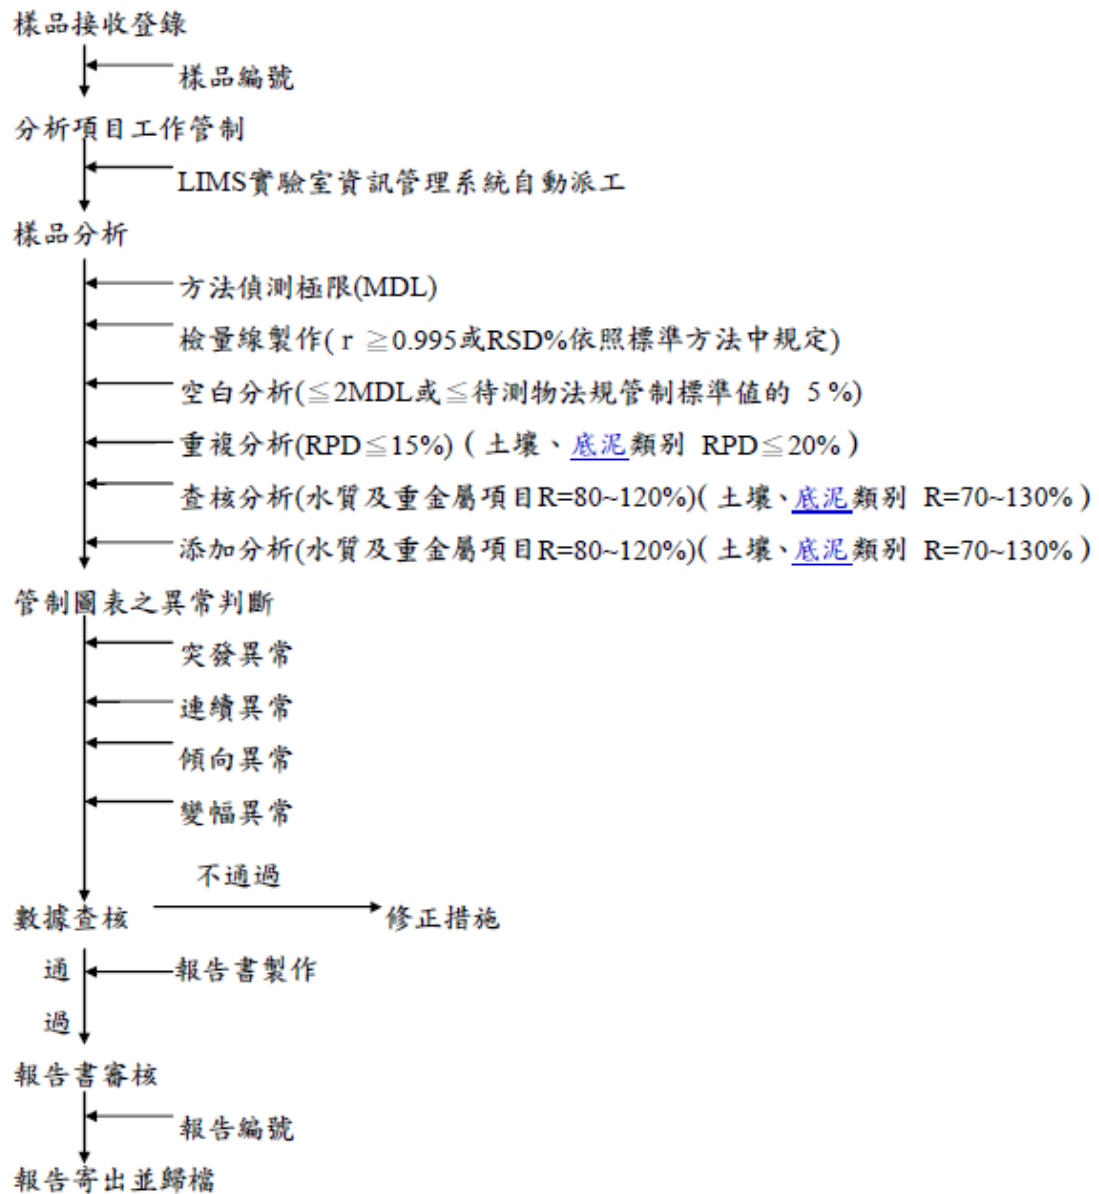 樣品接收登錄
樣品編號
分析項目工作管制
LIMS實驗室資訊管理系統自動派工
樣品分析
方法偵測極限(MDL)
檢量線製作( r ≧0.995或RSD%依照標準方法中規定)
空白分析(≦2MDL或≦待測物法規管制標準值的 5 %)
重複分析(RPD≦15%) ( 土壤、底泥類別 RPD≦20% )
查核分析(水質及重金屬項目R=80~120%)( 土壤、底泥類別 R=70~130% )
添加分析(水質及重金屬項目R=80~120%)( 土壤、底泥類別 R=70~130% )
管制圖表之異常判斷
突發異常
連續異常
傾向異常
變幅異常
不通過
數據查核 修正措施
通 報告書製作
過
報告書審核
報告編號
報告寄出並歸檔